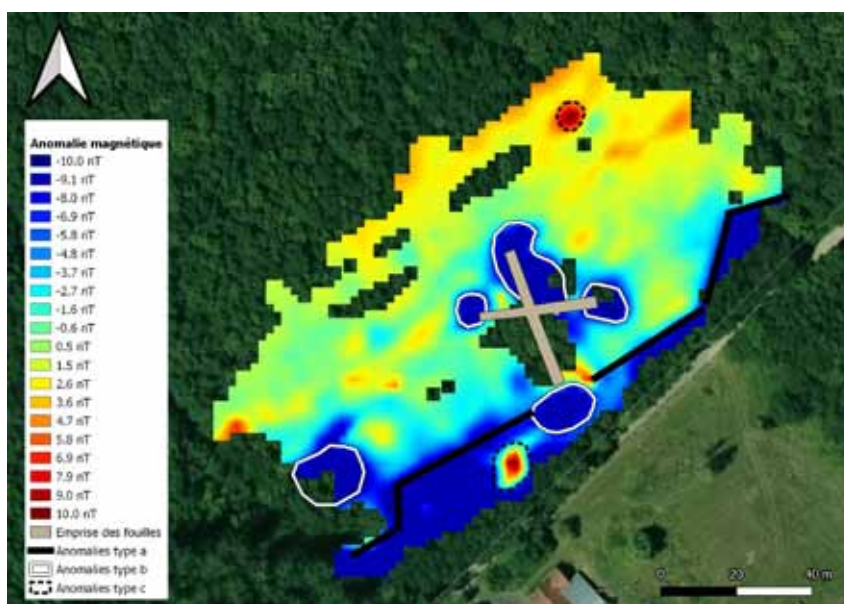 Anomalie magnétique
-10.0 nT
-9.1 nT
-8.0 nT
-6.9 nT
-5.8 nT
-4.8 nT
-3.7 nT
-2.7 nT
-1.6 nT
-0.6 nT
0.5 nT
1.5 nT
2.6 nT
3.6 nT
4.7 nT
5.8 nT
6.9 nT
7.9 nT
9.0 nT
10.0 nT
Emprise des fouilles
Anomalies type a
Anomalies type b
Anomalies type c
0 20 40 m